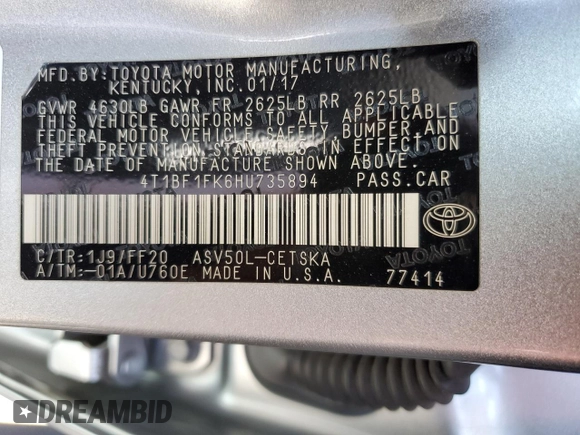 MFD.BY:TOYOTA MOTOR MANUFACTURING,
KENTUCKY, INC.01/17
GVWR 4630LB GAWR FR 2625LB RR 2625LB
THIS VEHICLE CONFORMS TO ALL APPLICABLE
FEDERAL MOTOR VEHICLE SAFETY, BUMPER,AND
THEFT PREVENTION STANDARDS IN EFFECT ON
THE DATE OF MANUFACTURE SHOWN ABOVE.
4T1BF1FK6HU735894 PASS.CAR
C/TR:1J9/FF20 ASV50L-CETSKA
A/TM:-01A/U760E MADE IN U.S.A. 77414
TOYOTA
DREAMBID